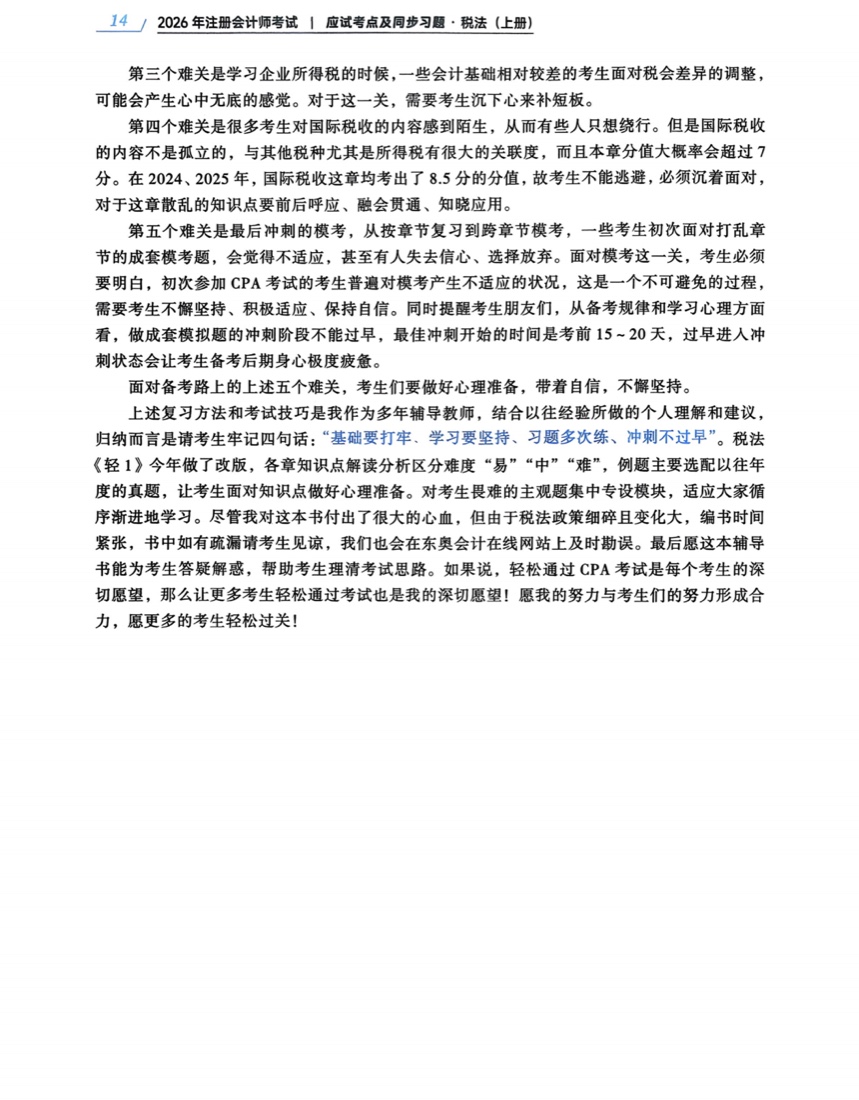 14 / 2026 年注册会计师考试 | 应试考点及同步习题 · 税法（上册）
第三个难关是学习企业所得税的时候，一些会计基础相对较差的考生面对税会差异的调整，
可能会产生心中无底的感觉。对于这一关，需要考生沉下心来补短板。
第四个难关是很多考生对国际税收的内容感到陌生，从而有些人只想绕行。但是国际税收
的内容不是孤立的，与其他税种尤其是所得税有很大的关联度，而且本章分值大概率会超过 7
分。在 2024、2025 年，国际税收这章均考出了 8.5 分的分值，故考生不能逃避，必须沉着面对，
对于这章散乱的知识点要前后呼应、融会贯通、知晓应用。
第五个难关是最后冲刺的模考，从按章节复习到跨章节模考，一些考生初次面对打乱章
节的成套模考题，会觉得不适应，甚至有人失去信心、选择放弃。面对模考这一关，考生必须
要明白，初次参加 CPA 考试的考生普遍对模考产生不适应的状况，这是一个不可避免的过程，
需要考生不懈坚持、积极适应、保持自信。同时提醒考生朋友们，从备考规律和学习心理方面
看，做成套模拟题的冲刺阶段不能过早，最佳冲刺开始的时间是考前 15 ~ 20 天，过早进入冲
刺状态会让考生备考后期身心极度疲惫。
面对备考路上的上述五个难关，考生们要做好心理准备，带着自信，不懈坚持。
上述复习方法和考试技巧是我作为多年辅导教师，结合以往经验所做的个人理解和建议，
归纳而言是请考生牢记四句话：“基础要打牢、学习要坚持、习题多次练、冲刺不过早”。税法
《轻 1》今年做了改版，各章知识点解读分析区分难度“易”“中”“难”，例题主要选配以往年
度的真题，让考生面对知识点做好心理准备。对考生畏难的主观题集中专设模块，适应大家循
序渐进地学习。尽管我对这本书付出了很大的心血，但由于税法政策细碎且变化大，编书时间
紧张，书中如有疏漏请考生见谅，我们也会在东奥会计在线网站上及时勘误。最后愿这本辅导
书能为考生答疑解惑，帮助考生理清考试思路。如果说，轻松通过 CPA 考试是每个考生的深
切愿望，那么让更多考生轻松通过考试也是我的深切愿望！愿我的努力与考生们的努力形成合
力，愿更多的考生轻松过关！